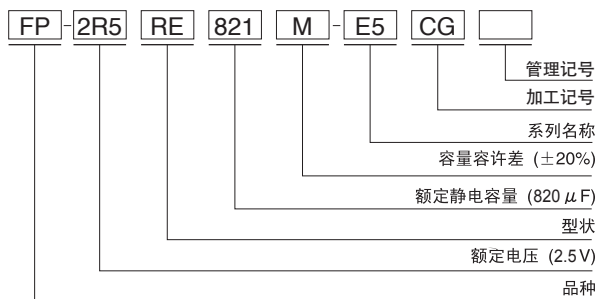 FP - 2R5 RE 821 M - E5 CG
管理记号
加工记号
系列名称
容量容许差 (±20%)
额定静电容量 (820 μF)
型状
额定电压 (2.5V)
品种